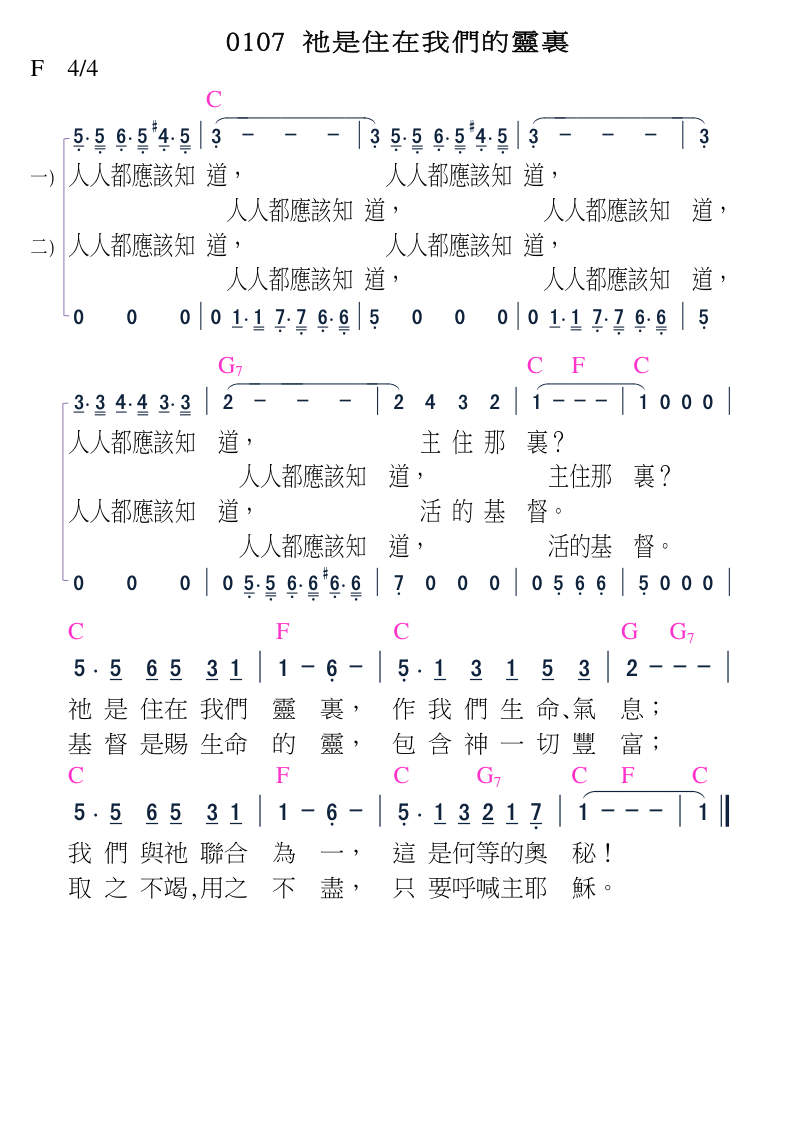 0107 祂是住在我們的靈裏
F 4/4
C
5·5 6·5 #4·5 | 3 – – – | 3 5·5 6·5 #4·5 | 3 – – – | 3
一) 人人都應該知 道， 人人都應該知 道，
人人都應該知 道， 人人都應該知 道，
二) 人人都應該知 道， 人人都應該知 道，
人人都應該知 道， 人人都應該知 道，
0 0 0 | 0 1·1 7·7 6·6 | 5 0 0 0 | 0 1·1 7·7 6·6 | 5
G7 C F C
3·3 4·4 3·3 | 2 – – – | 2 4 3 2 | 1 – – – | 1 0 0 0 |
人人都應該知 道， 主 住 那 裏？
人人都應該知 道， 主住那 裏？
人人都應該知 道， 活 的 基 督。
人人都應該知 道， 活的基 督。
0 0 0 | 0 5·5 6·6 #6·6 | 7 0 0 0 | 0 5 6 6 | 5 0 0 0 |
C F C G G7
5 · 5 6 5 3 1 | 1 – 6 – | 5 · 1 3 1 5 3 | 2 – – – |
祂 是 住在 我們 靈 裏， 作 我 們 生 命、氣 息；
基 督 是賜 生命 的 靈， 包 含 神 一 切 豐 富；
C F C G7 C F C
5 · 5 6 5 3 1 | 1 – 6 – | 5 · 1 3 2 1 7 | 1 – – – | 1 ‖
我 們 與祂 聯合 為 一， 這 是何等的奧 秘！
取 之 不竭，用之 不 盡， 只 要呼喊主耶 穌。